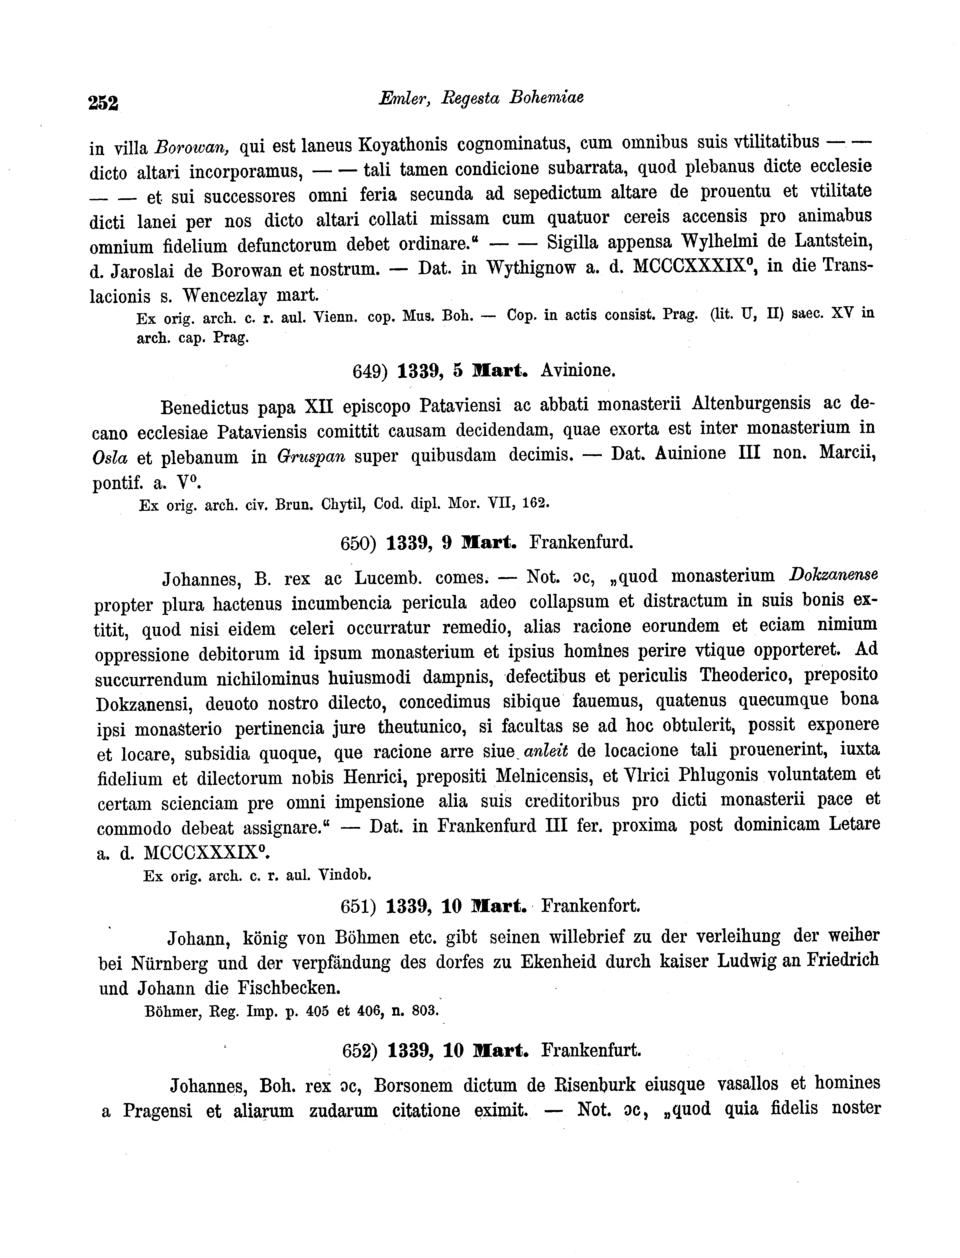 252
Emler, Regesta Bohemiae
in villa Borowan, qui est laneus Koyathonis cognominatus, cum omnibus suis vtilitatibus — —
dicto altari incorporamus, — — tali tamen condicione subarrata, quod plebanus dicte ecclesie
— — et sui successores omni feria secunda ad sepedictum altare de prouentu et vtilitate
dicti lanei per nos dicto altari collati missam cum quatuor cereis accensis pro animabus
omnium fidelium defunctorum debet ordinare.“ — — Sigilla appensa Wylhelmi de Lantstein,
d. Jaroslai de Borowan et nostrum. — Dat. in Wythignow a. d. MCCCXXXIX⁰, in die Trans-
lacionis s. Wencezlay mart.
Ex orig. arch. c. r. aul. Vienn. cop. Mus. Boh. — Cop. in actis consist. Prag. (lit. U, II) saec. XV in
arch. cap. Prag.
649) 1339, 5 Mart. Avinione.
Benedictus papa XII episcopo Pataviensi ac abbati monasterii Altenburgensis ac de-
cano ecclesiae Pataviensis comittit causam decidendam, quae exorta est inter monasterium in
Osla et plebanum in Gruspan super quibusdam decimis. — Dat. Auinione III non. Marcii,
pontif. a. V⁰.
Ex orig. arch. civ. Brun. Chytil, Cod. dipl. Mor. VII, 162.
650) 1339, 9 Mart. Frankenfurd.
Johannes, B. rex ac Lucemb. comes. — Not. ɔc, „quod monasterium Dokzanense
propter plura hactenus incumbencia pericula adeo collapsum et distractum in suis bonis ex-
titit, quod nisi eidem celeri occurratur remedio, alias racione eorundem et eciam nimium
oppressione debitorum id ipsum monasterium et ipsius homines perire vtique opporteret. Ad
succurrendum nichilominus huiusmodi dampnis, defectibus et periculis Theoderico, preposito
Dokzanensi, deuoto nostro dilecto, concedimus sibique fauemus, quatenus quecumque bona
ipsi monasterio pertinencia jure theutunico, si facultas se ad hoc obtulerit, possit exponere
et locare, subsidia quoque, que racione arre siue anleit de locacione tali prouenerint, iuxta
fidelium et dilectorum nobis Henrici, prepositi Melnicensis, et Vlrici Phlugonis voluntatem et
certam scienciam pre omni impensione alia suis creditoribus pro dicti monasterii pace et
commodo debeat assignare.“ — Dat. in Frankenfurd III fer. proxima post dominicam Letare
a. d. MCCCXXXIX⁰.
Ex orig. arch. c. r. aul. Vindob.
651) 1339, 10 Mart. Frankenfort.
Johann, könig von Böhmen etc. gibt seinen willebrief zu der verleihung der weiher
bei Nürnberg und der verpfändung des dorfes zu Ekenheid durch kaiser Ludwig an Friedrich
und Johann die Fischbecken.
Böhmer, Reg. Imp. p. 405 et 406, n. 803.
652) 1339, 10 Mart. Frankenfurt.
Johannes, Boh. rex ɔc, Borsonem dictum de Risenburk eiusque vasallos et homines
a Pragensi et aliarum zudarum citatione eximit. — Not. ɔc, „quod quia fidelis noster